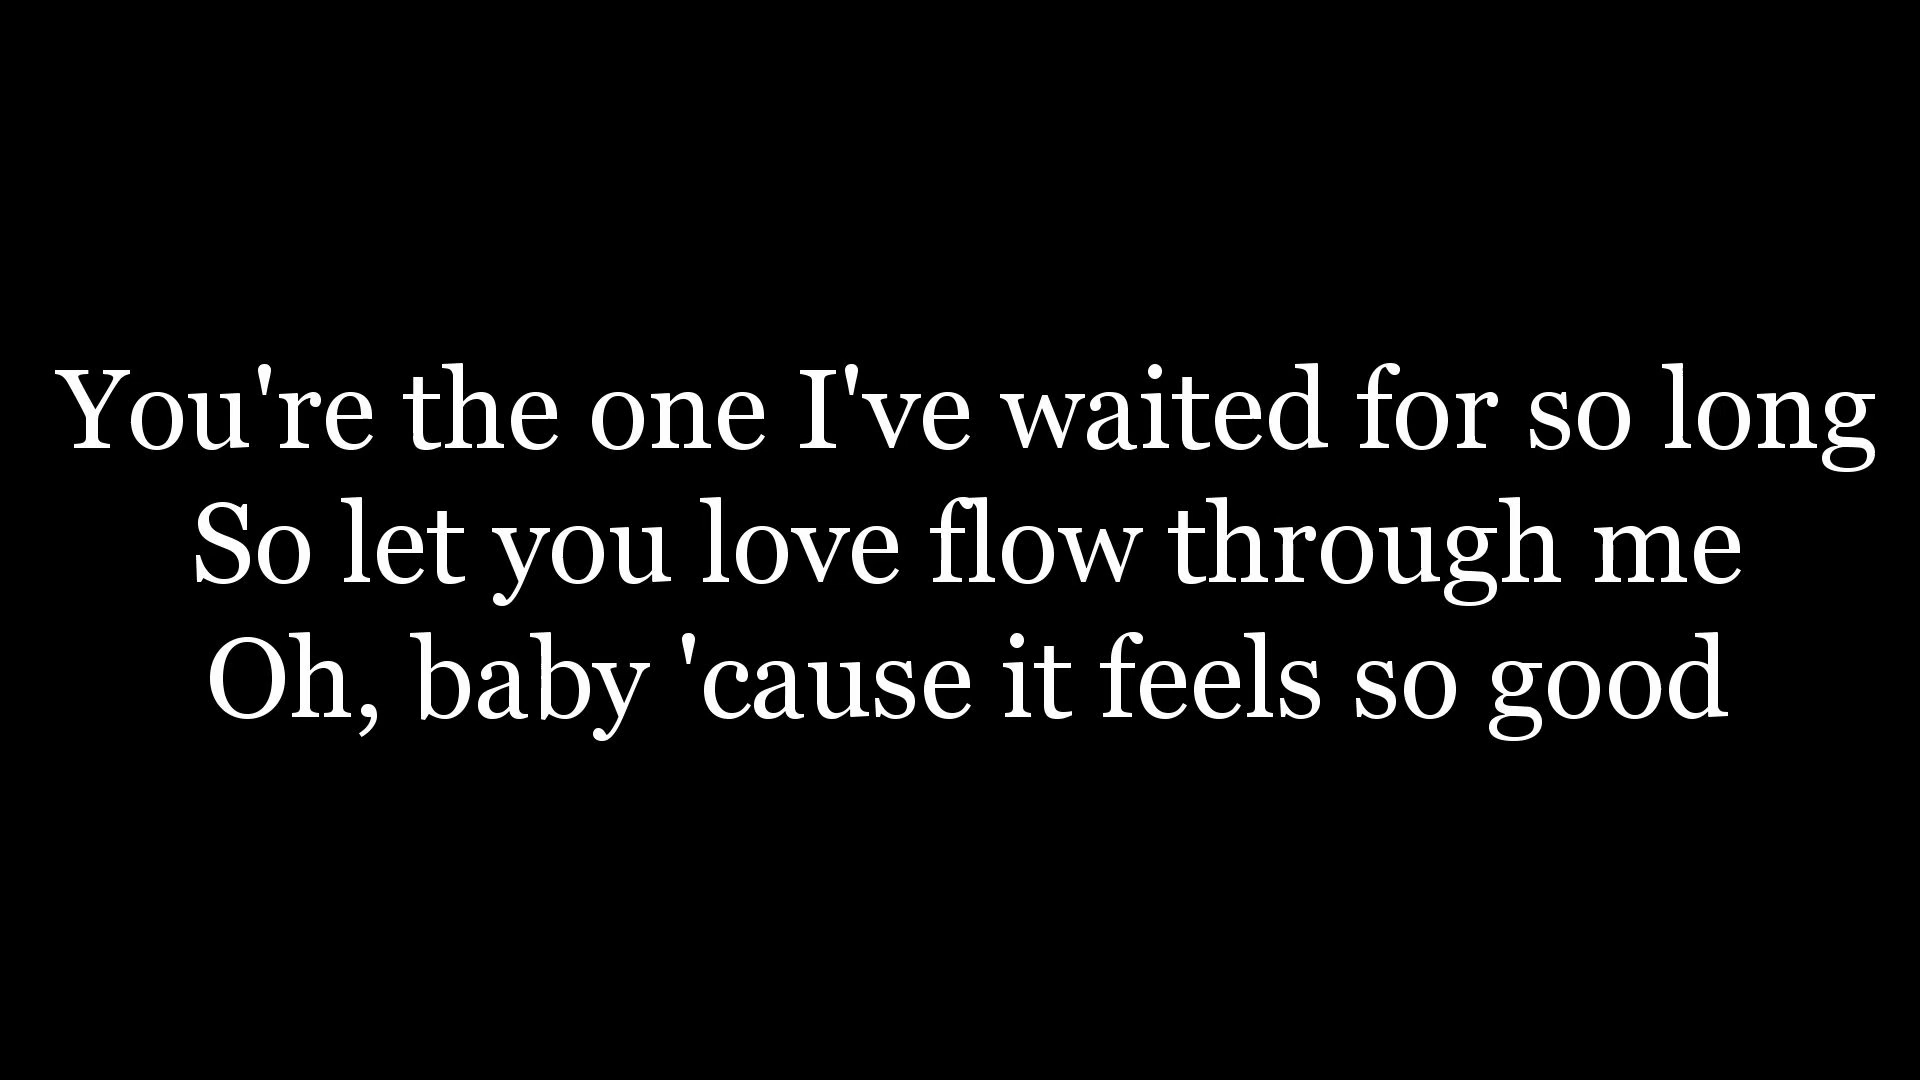 You're the one I've waited for so long
So let you love flow through me
Oh, baby 'cause it feels so good